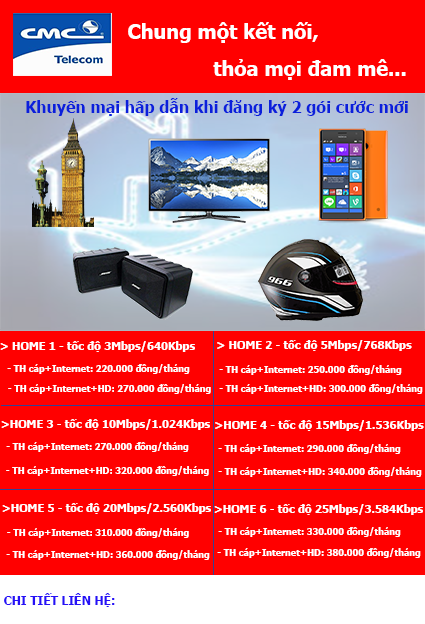 CMC
Telecom
Chung một kết nối,
thỏa mọi đam mê...
Khuyến mại hấp dẫn khi đăng ký 2 gói cước mới
BOSE
BOSE
966
> HOME 1 - tốc độ 3Mbps/640Kbps
- TH cáp+Internet: 220.000 đồng/tháng
- TH cáp+Internet+HD: 270.000 đồng/tháng
> HOME 2 - tốc độ 5Mbps/768Kbps
- TH cáp+Internet: 250.000 đồng/tháng
- TH cáp+Internet+HD: 300.000 đồng/tháng
>HOME 3 - tốc độ 10Mbps/1.024Kbps
- TH cáp+Internet: 270.000 đồng/tháng
- TH cáp+Internet+HD: 320.000 đồng/tháng
>HOME 4 - tốc độ 15Mbps/1.536Kbps
- TH cáp+Internet: 290.000 đồng/tháng
- TH cáp+Internet+HD: 340.000 đồng/tháng
>HOME 5 - tốc độ 20Mbps/2.560Kbps
- TH cáp+Internet: 310.000 đồng/tháng
- TH cáp+Internet+HD: 360.000 đồng/tháng
>HOME 6 - tốc độ 25Mbps/3.584Kbps
- TH cáp+Internet: 330.000 đồng/tháng
- TH cáp+Internet+HD: 380.000 đồng/tháng
CHI TIẾT LIÊN HỆ: